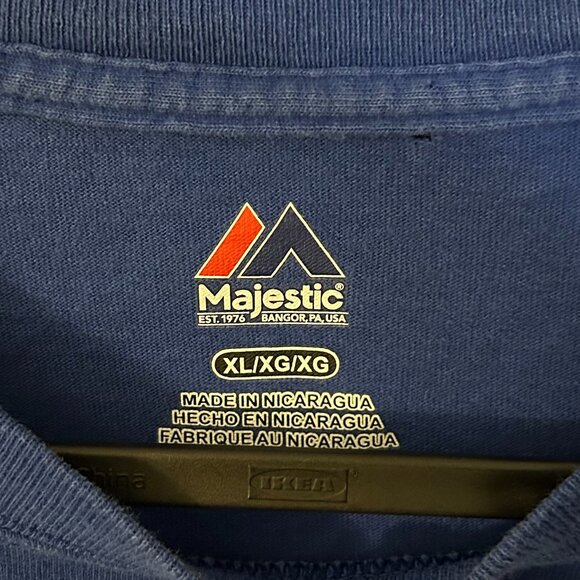 Majestic®
EST. 1976 BANGOR, PA, USA
XL/XG/XG
MADE IN NICARAGUA
HECHO EN NICARAGUA
FABRIQUE AU NICARAGUA
China
IKEA